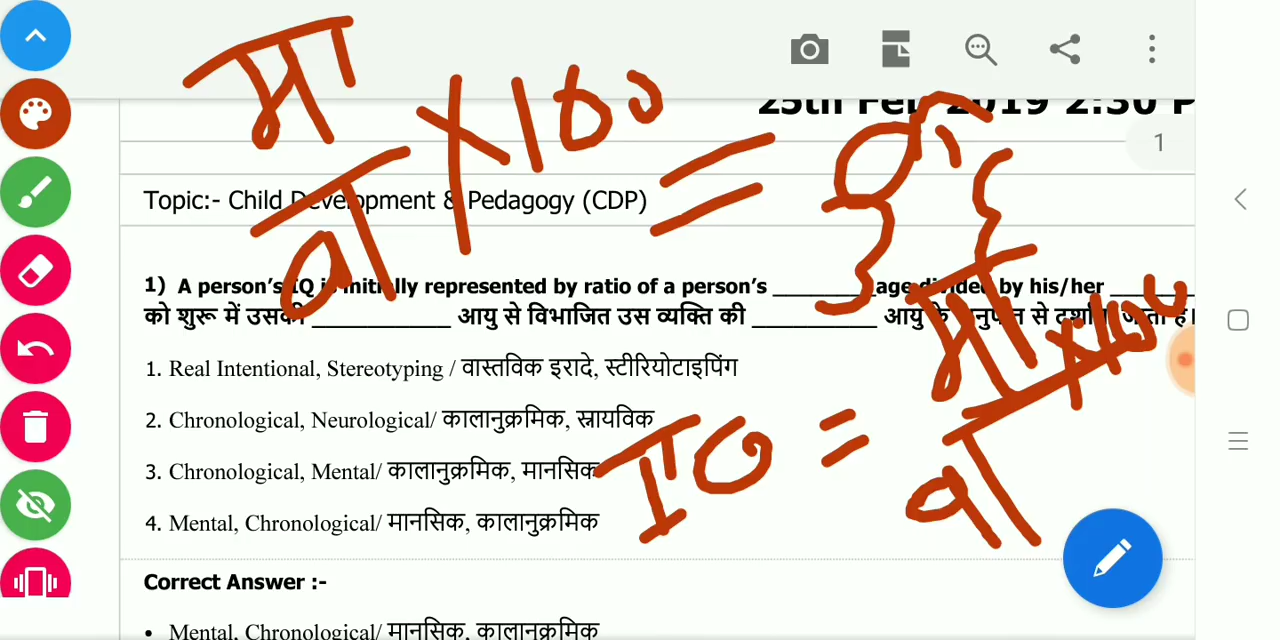 25th Feb 2019 2:30 P
1
Topic:- Child Development & Pedagogy (CDP)
मा
वा × 100 =
1) A person's IQ is initially represented by ratio of a person's ________ age divided by his/her ________
को शुरू में उसकी ____________ आयु से विभाजित उस व्यक्ति की ___________ आयु के अनुपात से दर्शाया जाता है।
1. Real Intentional, Stereotyping / वास्तविक इरादे, स्टीरियोटाइपिंग
2. Chronological, Neurological/ कालानुक्रमिक, स्नायविक
3. Chronological, Mental/ कालानुक्रमिक, मानसिक
4. Mental, Chronological/ मानसिक, कालानुक्रमिक
IQ = मा × 100
वा
Correct Answer :-
• Mental, Chronological/ मानसिक, कालानुक्रमिक